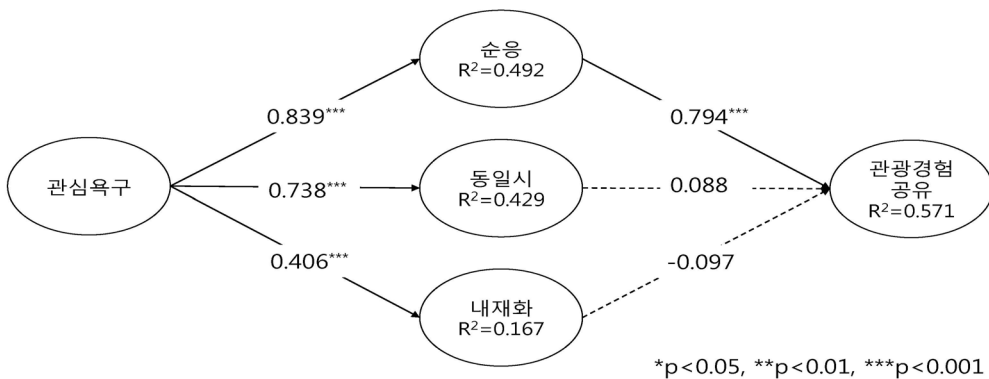 순응
R²=0.492
0.839***
0.794***
관심욕구
0.738***
동일시
R²=0.429
0.088
관광경험
공유
R²=0.571
0.406***
-0.097
내재화
R²=0.167
*p<0.05, **p<0.01, ***p<0.001